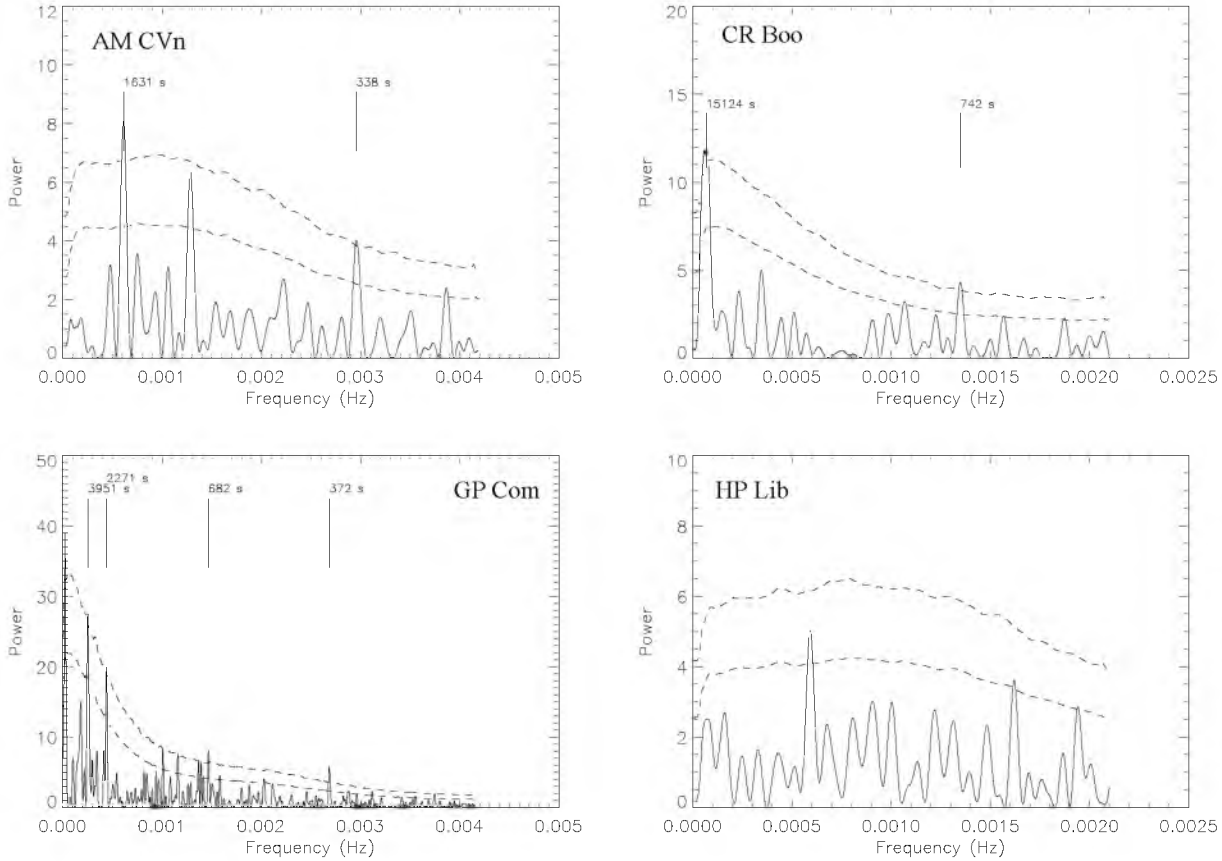 12
10
8
6
4
2
0
Power
AM CVn
1631 s
338 s
0.000 0.001 0.002 0.003 0.004 0.005
Frequency (Hz)
20
15
10
5
0
Power
CR Boo
15124 s
742 s
0.0000 0.0005 0.0010 0.0015 0.0020 0.0025
Frequency (Hz)
50
40
30
20
10
0
Power
2271 s
3951 s
682 s
372 s
GP Com
0.000 0.001 0.002 0.003 0.004 0.005
Frequency (Hz)
10
8
6
4
2
0
Power
HP Lib
0.0000 0.0005 0.0010 0.0015 0.0020 0.0025
Frequency (Hz)